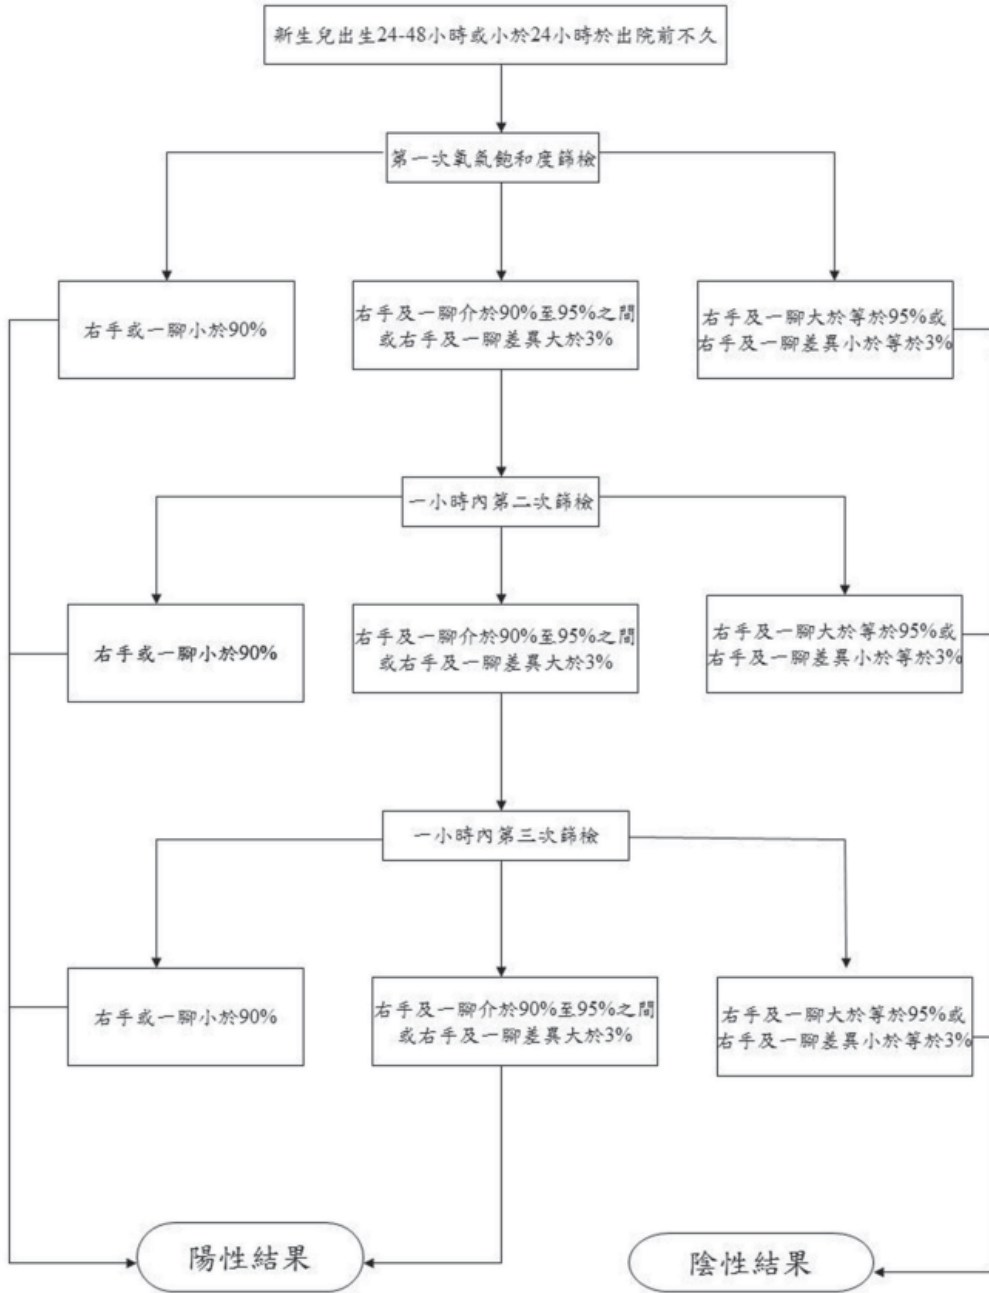 新生兒出生24-48小時或小於24小時於出院前不久
第一次氧氣飽和度篩檢
右手或一腳小於90%
右手及一腳介於90%至95%之間
或右手及一腳差異大於3%
右手及一腳大於等於95%或
右手及一腳差異小於等於3%
一小時內第二次篩檢
右手或一腳小於90%
右手及一腳介於90%至95%之間
或右手及一腳差異大於3%
右手及一腳大於等於95%或
右手及一腳差異小於等於3%
一小時內第三次篩檢
右手或一腳小於90%
右手及一腳介於90%至95%之間
或右手及一腳差異大於3%
右手及一腳大於等於95%或
右手及一腳差異小於等於3%
陽性結果
陰性結果